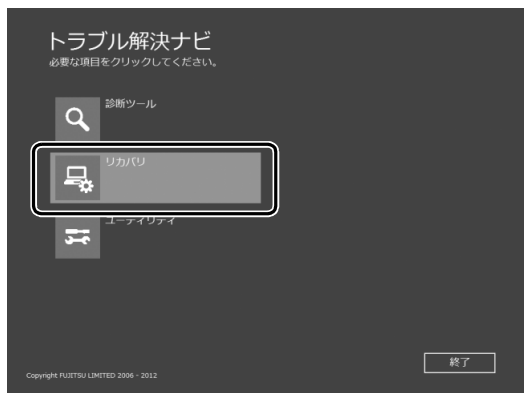 トラブル解決ナビ
必要な項目をクリックしてください。
診断ツール
リカバリ
ユーティリティ
終了
Copyright FUJITSU LIMITED 2006 - 2012